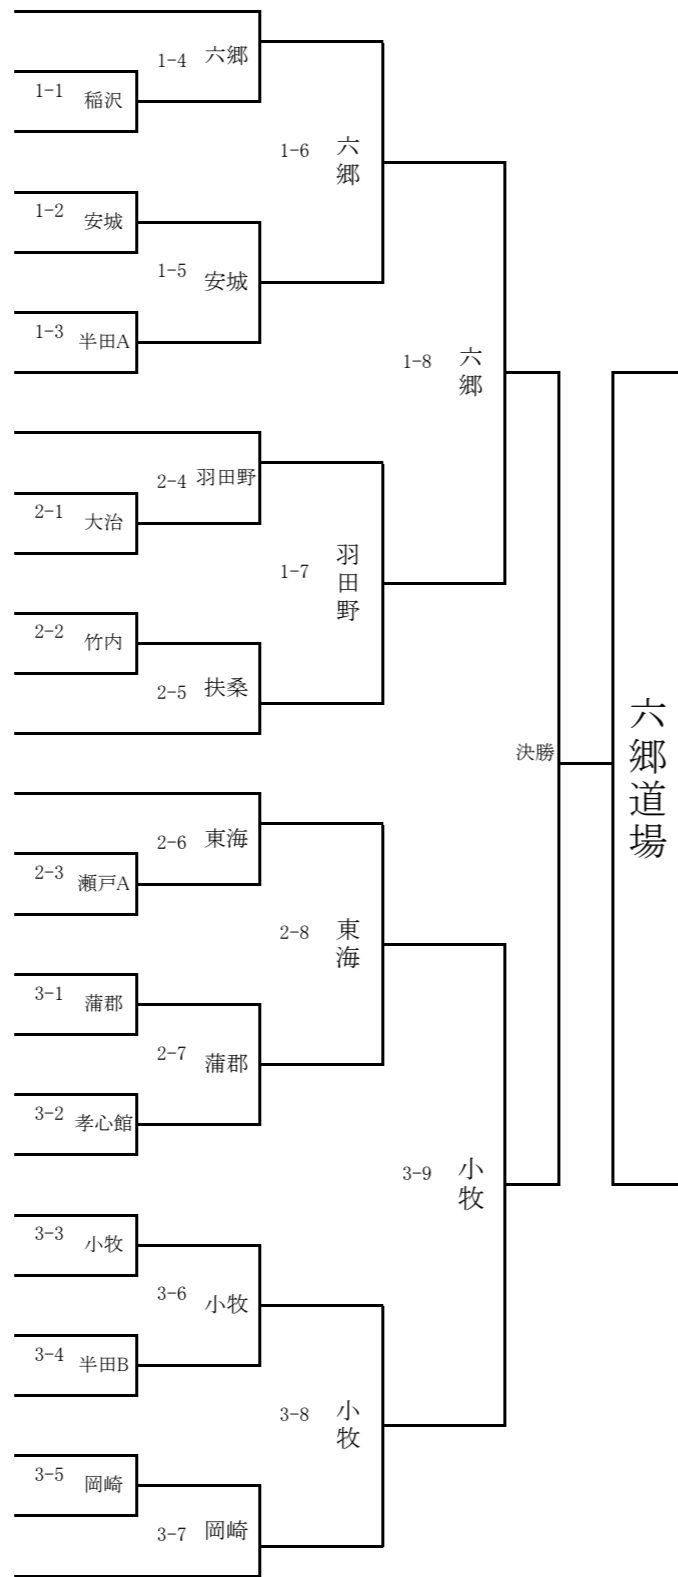 1-4 六郷
1-1 稲沢
1-6 六郷
1-2 安城
1-5 安城
1-3 半田A
1-8 六郷
2-4 羽田野
2-1 大治
1-7 羽田野
2-2 竹内
2-5 扶桑
決勝
六郷道場
2-6 東海
2-3 瀬戸A
2-8 東海
3-1 蒲郡
2-7 蒲郡
3-2 孝心館
3-9 小牧
3-3 小牧
3-6 小牧
3-4 半田B
3-8 小牧
3-5 岡崎
3-7 岡崎